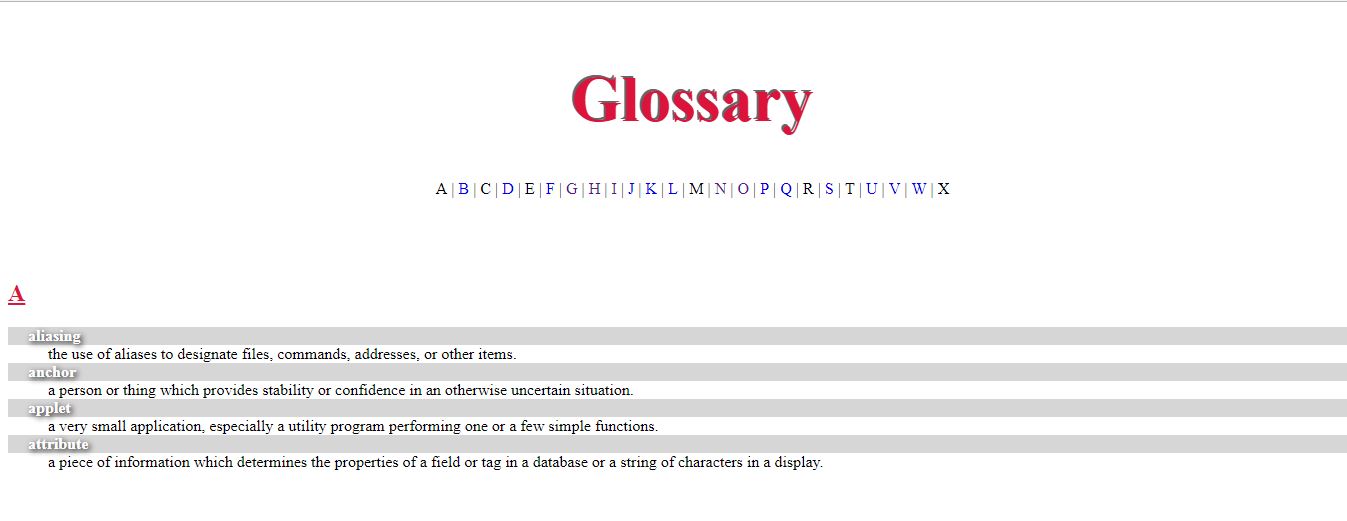 Glossary
A | B | C | D | E | F | G | H | I | J | K | L | M | N | O | P | Q | R | S | T | U | V | W | X
A
aliasing
the use of aliases to designate files, commands, addresses, or other items.
anchor
a person or thing which provides stability or confidence in an otherwise uncertain situation.
applet
a very small application, especially a utility program performing one or a few simple functions.
attribute
a piece of information which determines the properties of a field or tag in a database or a string of characters in a display.